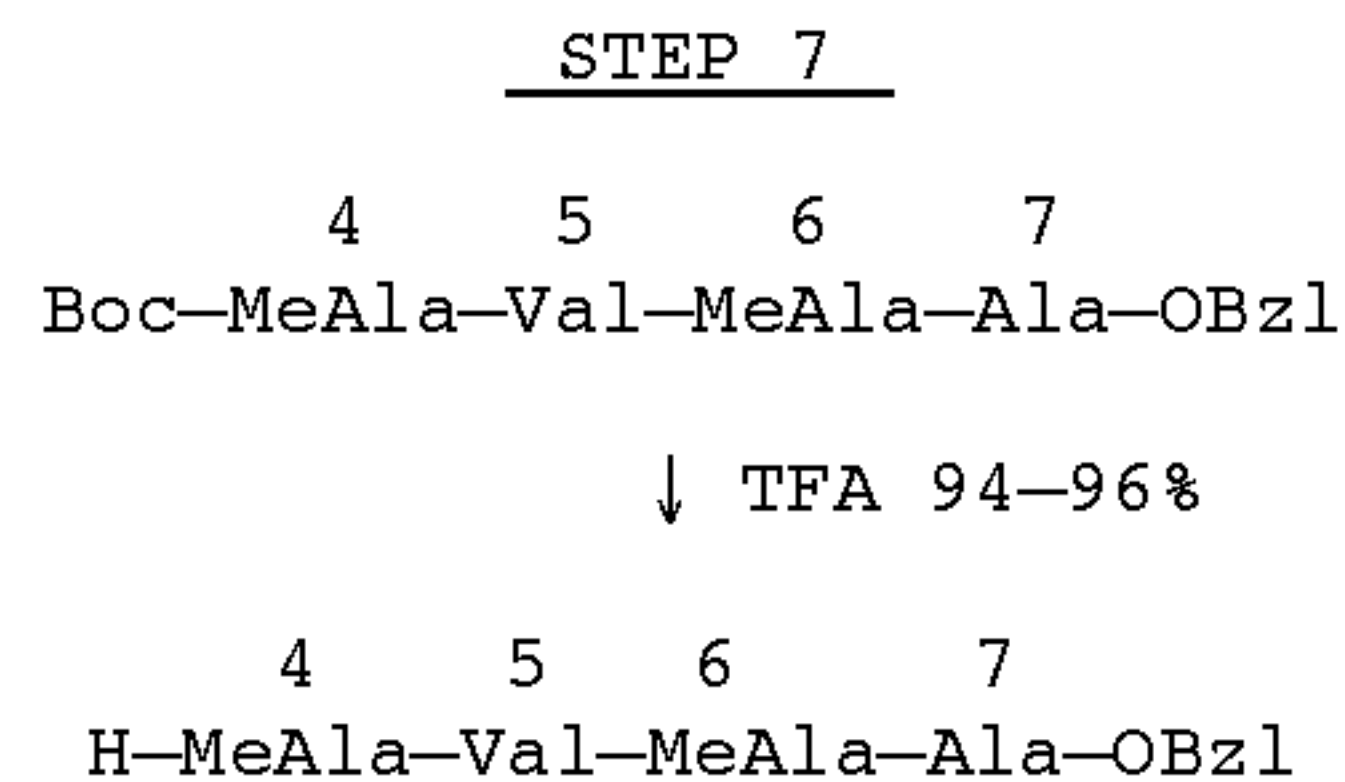 STEP 7
4 5 6 7
Boc—MeAla—Val—MeAla—Ala—OBzl
↓ TFA 94—96%
4 5 6 7
H—MeAla—Val—MeAla—Ala—OBzl